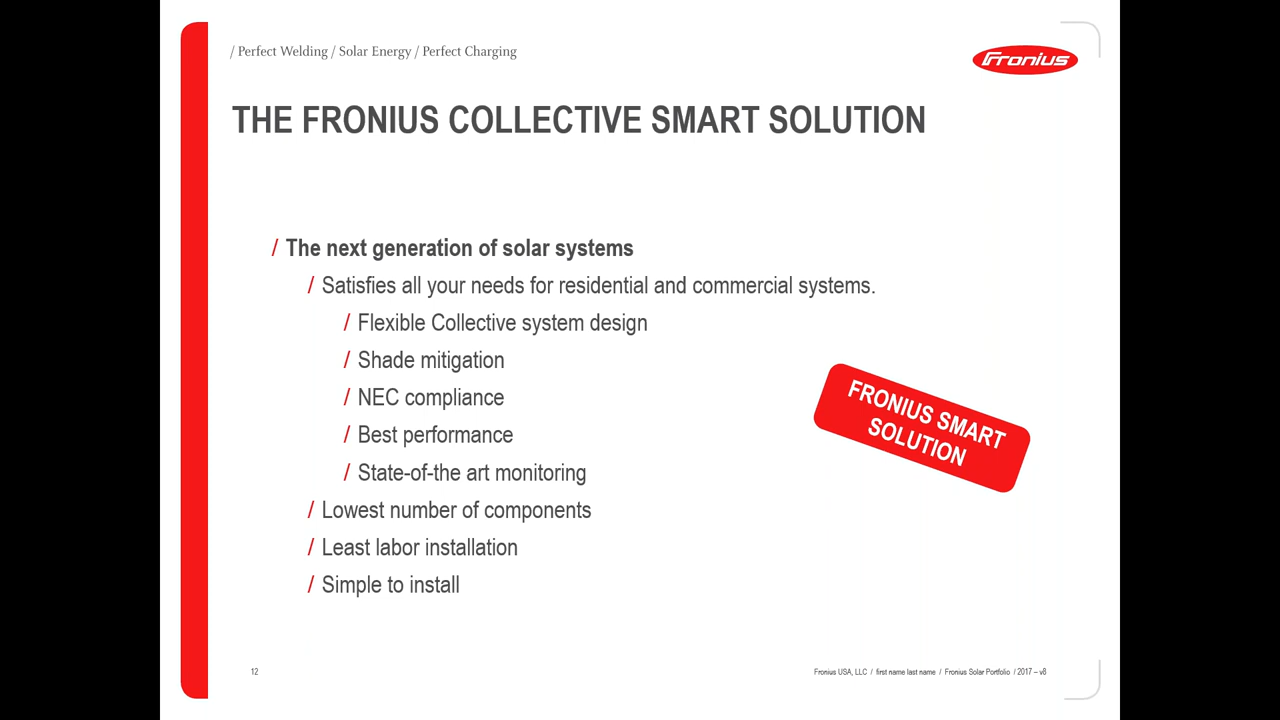 / Perfect Welding / Solar Energy / Perfect Charging
Fronius
THE FRONIUS COLLECTIVE SMART SOLUTION
/ The next generation of solar systems
/ Satisfies all your needs for residential and commercial systems.
/ Flexible Collective system design
/ Shade mitigation
/ NEC compliance
/ Best performance
/ State-of-the art monitoring
/ Lowest number of components
/ Least labor installation
/ Simple to install
FRONIUS SMART
SOLUTION
12
Fronius USA, LLC / first name last name / Fronius Solar Portfolio / 2017 – v8